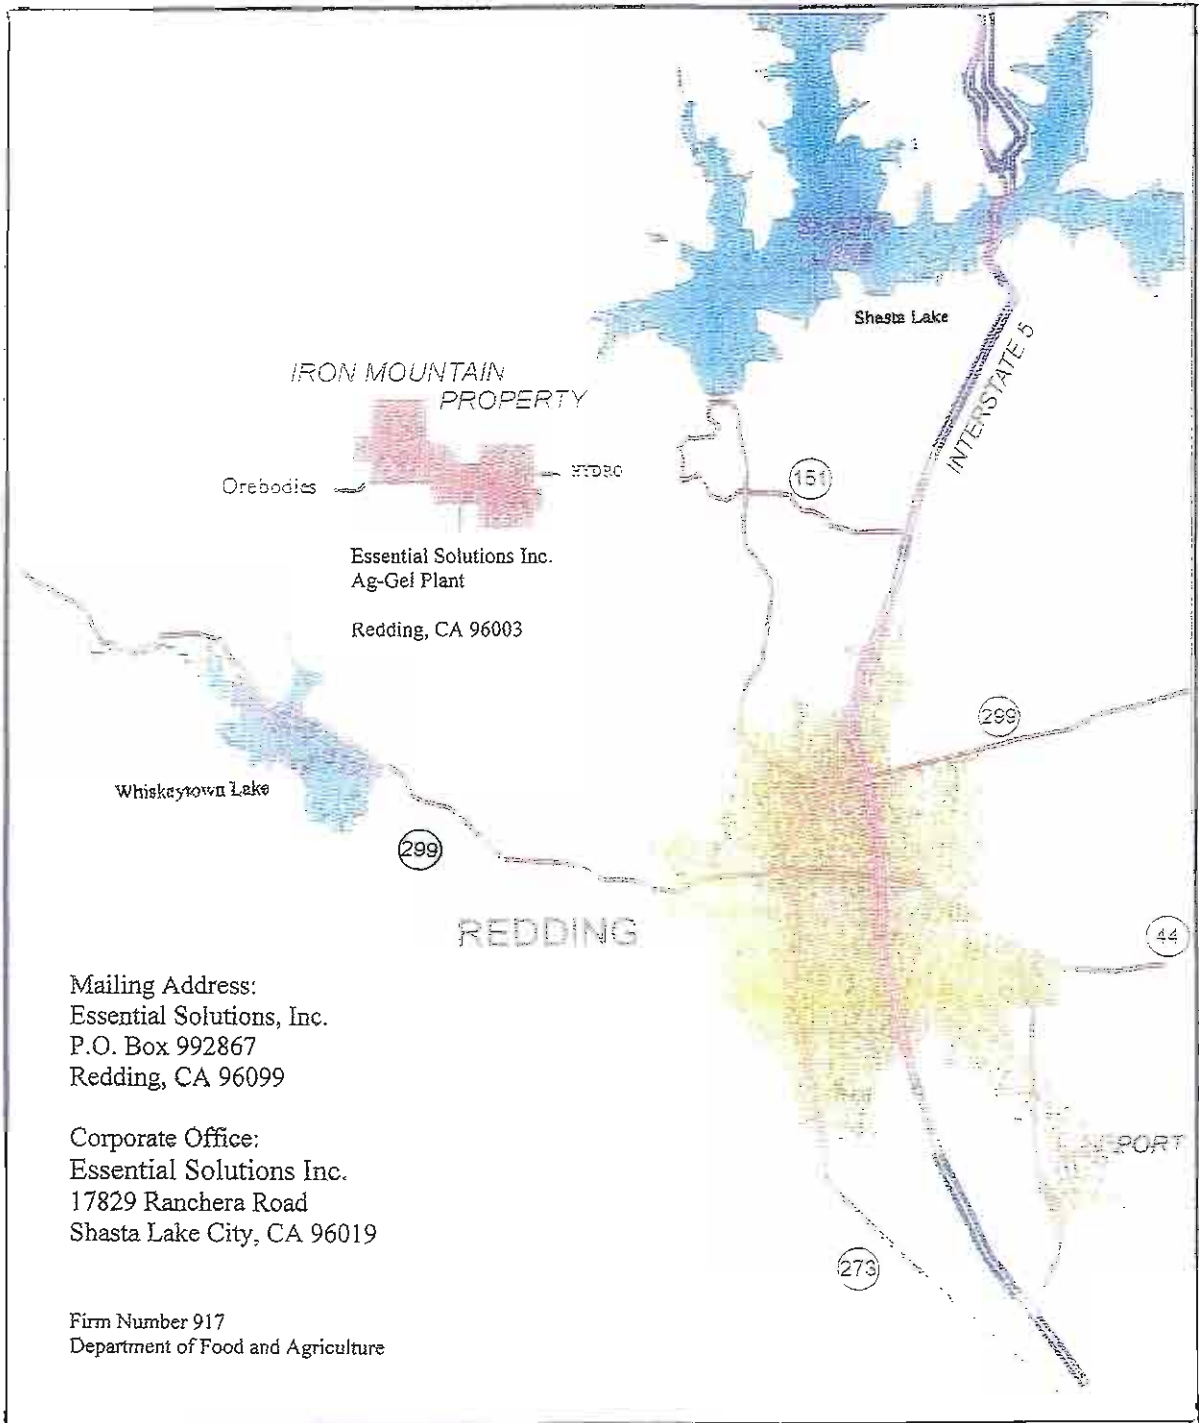 Shasta Lake
INTERSTATE 5
IRON MOUNTAIN
PROPERTY
HYDRO
Orebodies
151
Essential Solutions Inc.
Ag-Gel Plant
Redding, CA 96003
299
Whiskeytown Lake
299
REDDING
44
Mailing Address:
Essential Solutions, Inc.
P.O. Box 992867
Redding, CA 96099
Corporate Office:
Essential Solutions Inc.
17829 Ranchera Road
Shasta Lake City, CA 96019
273
Firm Number 917
Department of Food and Agriculture